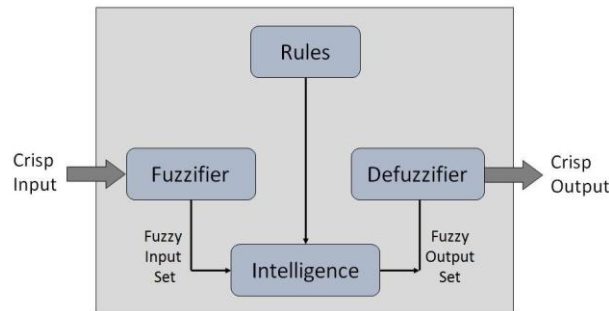 Rules
Crisp
Input
Fuzzifier
Defuzzifier
Crisp
Output
Fuzzy
Input
Set
Intelligence
Fuzzy
Output
Set